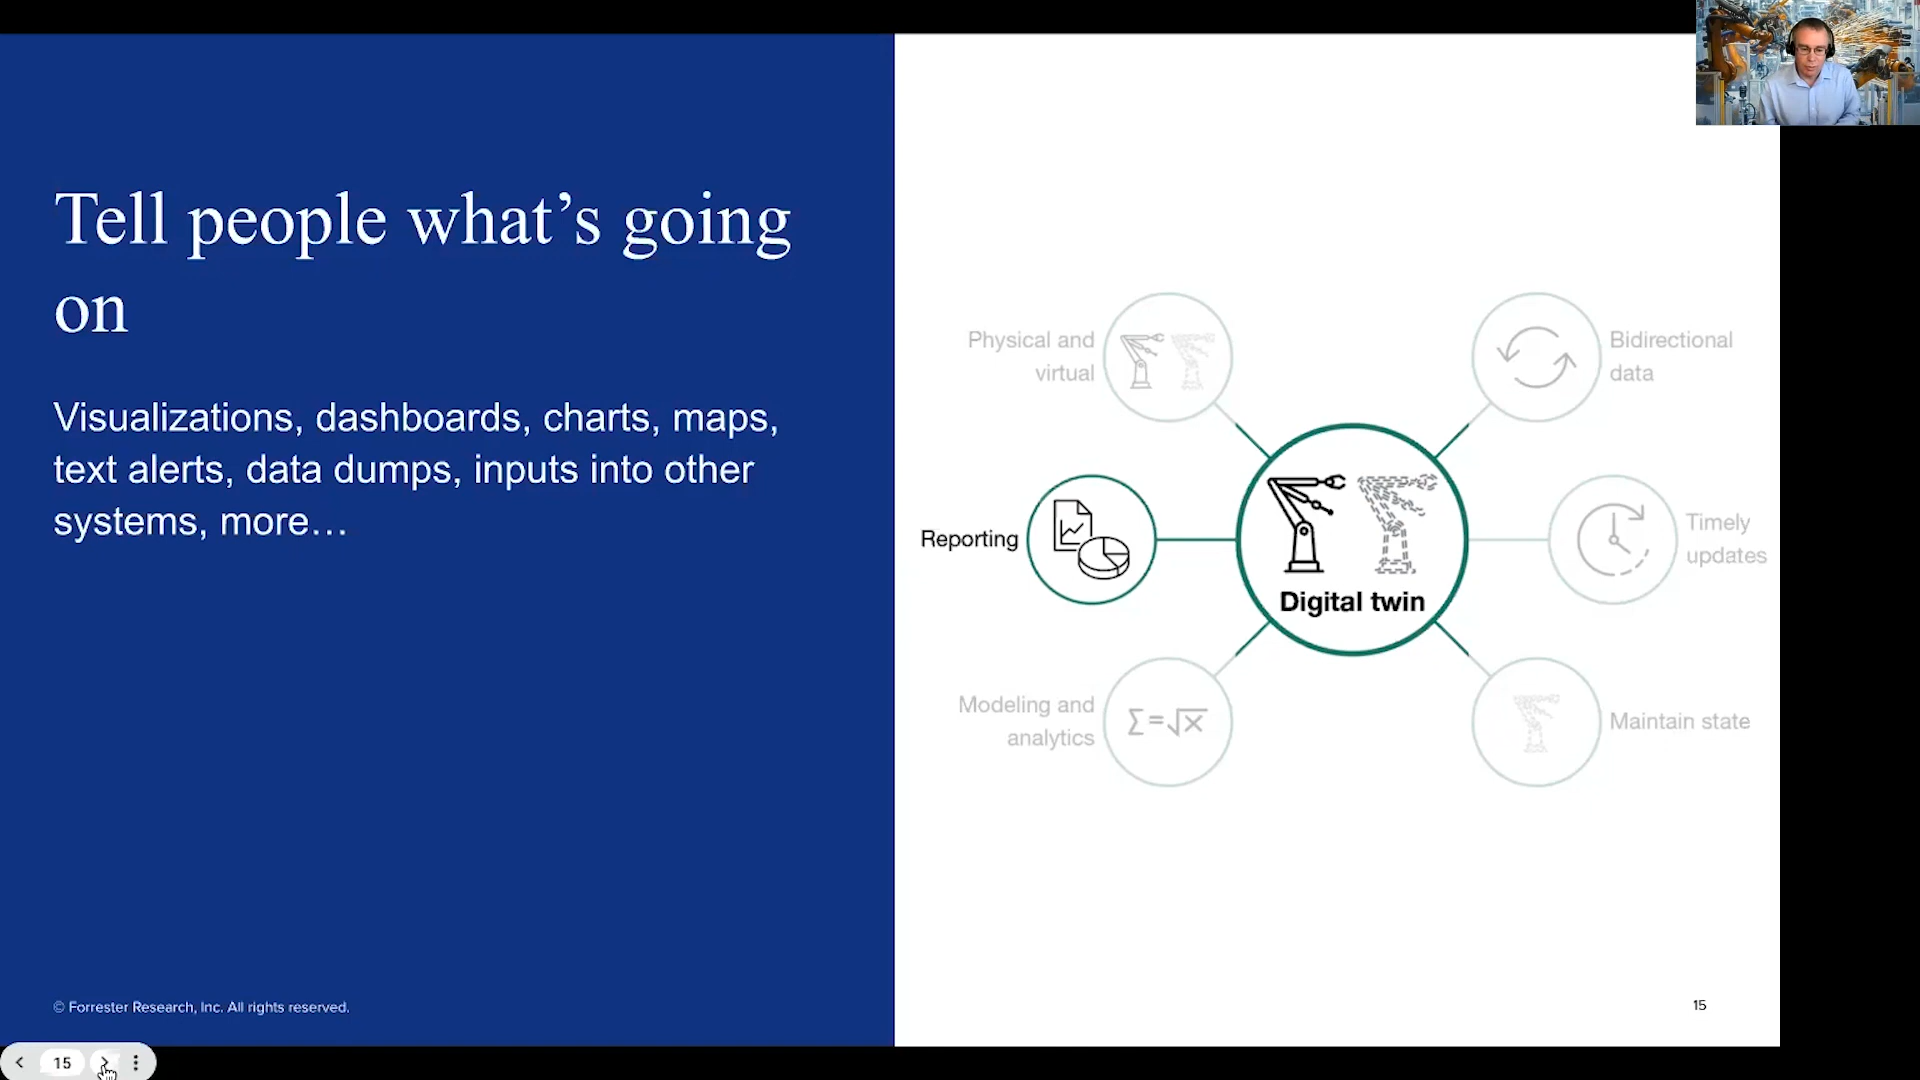 Tell people what's going
on
Visualizations, dashboards, charts, maps,
text alerts, data dumps, inputs into other
systems, more…
Physical and
virtual
Bidirectional
data
Reporting
Digital twin
Timely
updates
Modeling and
analytics
Σ=√x
Maintain state
© Forrester Research, Inc. All rights reserved.
15
15